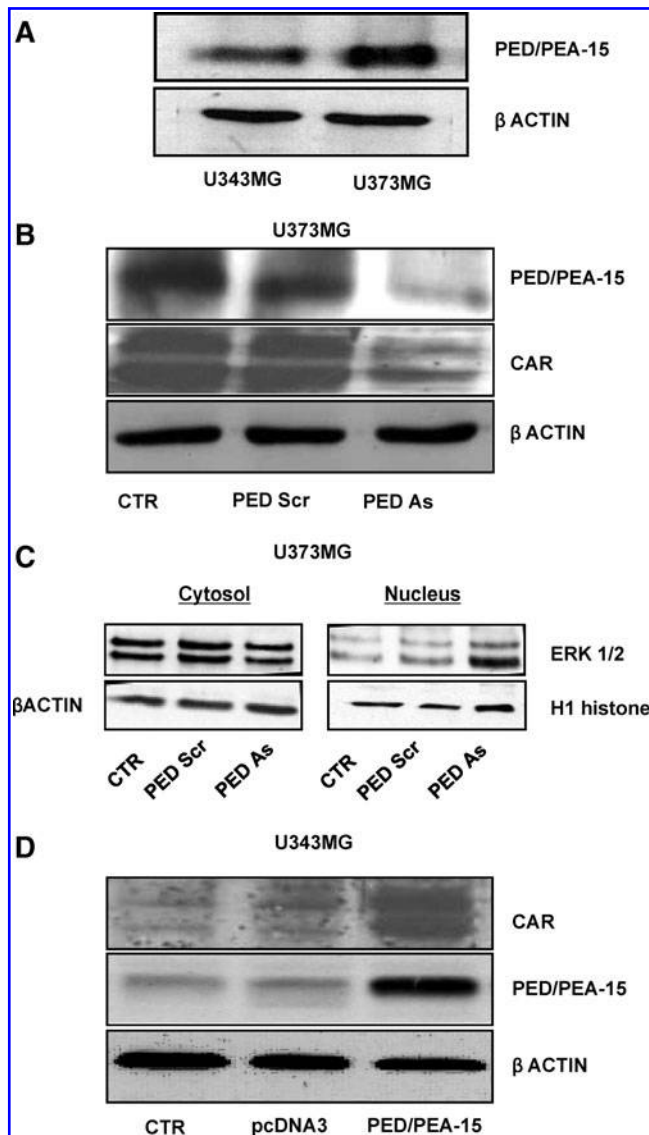 A
PED/PEA-15
β ACTIN
U343MG U373MG
B
U373MG
PED/PEA-15
CAR
β ACTIN
CTR PED Scr PED As
C
U373MG
Cytosol Nucleus
ERK 1/2
βACTIN H1 histone
CTR PED Scr PED As CTR PED Scr PED As
D
U343MG
CAR
PED/PEA-15
β ACTIN
CTR pcDNA3 PED/PEA-15